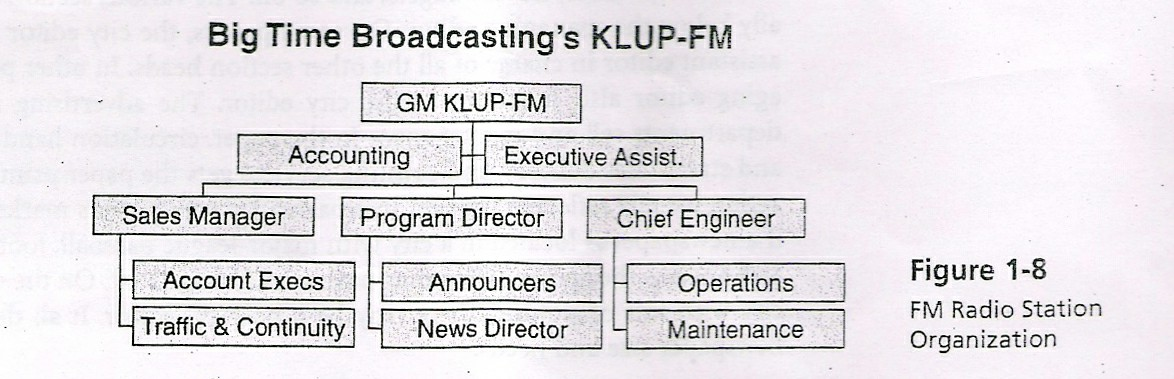 Big Time Broadcasting's KLUP-FM
GM KLUP-FM
Accounting
Executive Assist.
Sales Manager
Program Director
Chief Engineer
Account Execs
Traffic & Continuity
Announcers
News Director
Operations
Maintenance
Figure 1-8
FM Radio Station
Organization